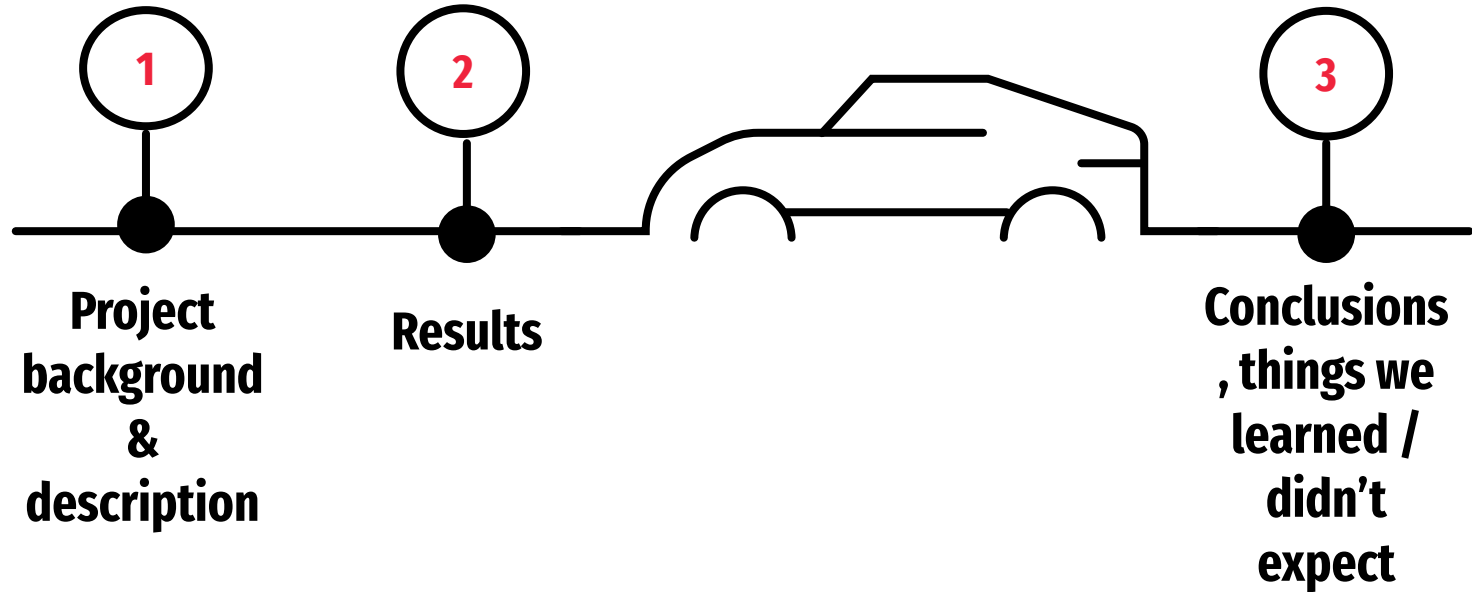 1
Project
background
&
description
2
Results
3
Conclusions
, things we
learned /
didn’t
expect